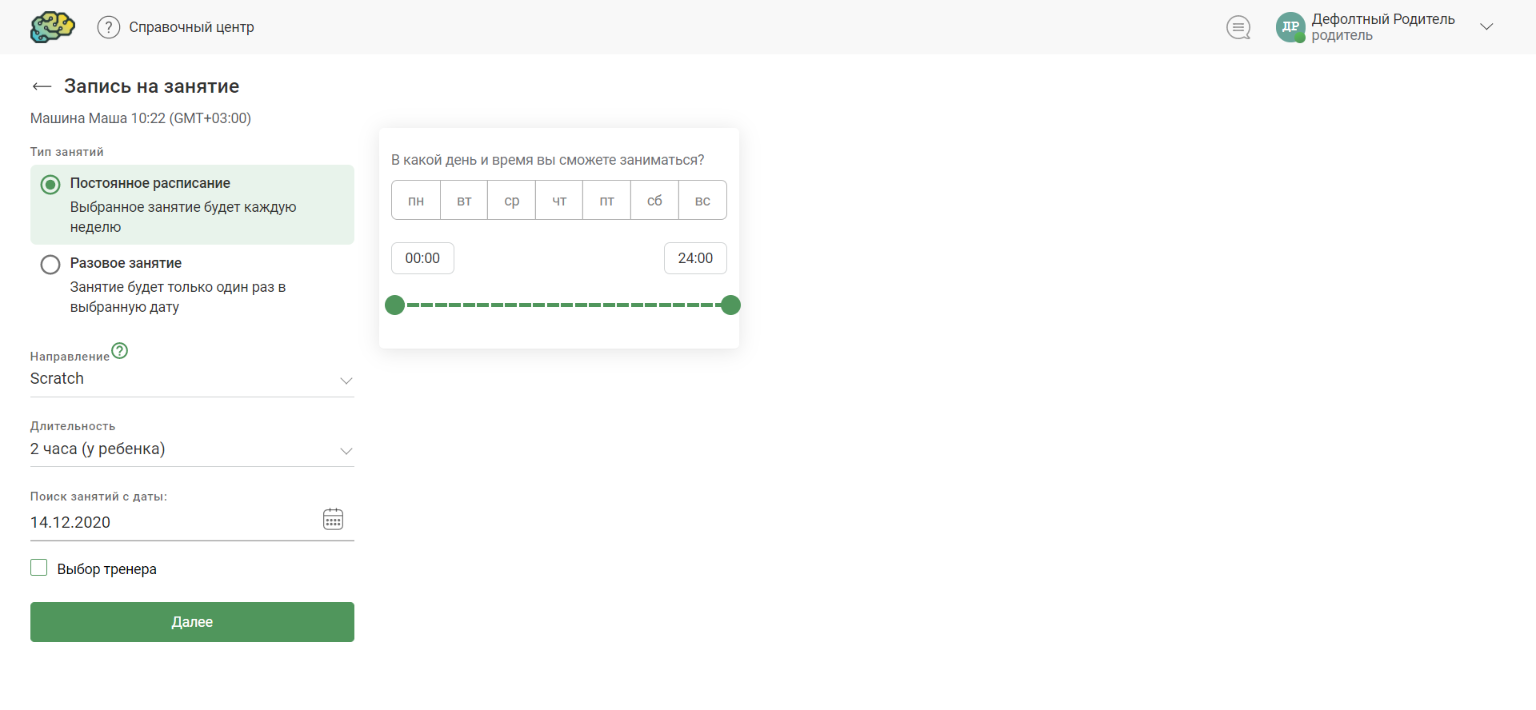 ? Справочный центр
ДР Дефолтный Родитель
родитель
Запись на занятие
Машина Маша 10:22 (GMT+03:00)
Тип занятий
Постоянное расписание
Выбранное занятие будет каждую
неделю
Разовое занятие
Занятие будет только один раз в
выбранную дату
Направление ?
Scratch
Длительность
2 часа (у ребенка)
Поиск занятий с даты:
14.12.2020
Выбор тренера
Далее
В какой день и время вы сможете заниматься?
пн вт ср чт пт сб вс
00:00 24:00